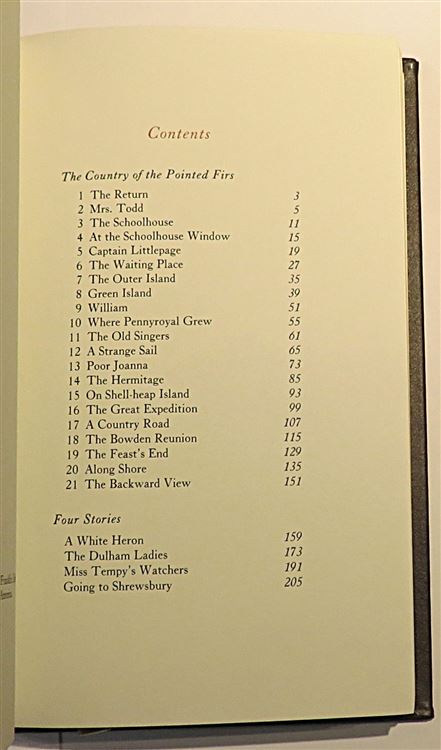 Contents
The Country of the Pointed Firs
1 The Return 3
2 Mrs. Todd 5
3 The Schoolhouse 11
4 At the Schoolhouse Window 15
5 Captain Littlepage 19
6 The Waiting Place 27
7 The Outer Island 35
8 Green Island 39
9 William 51
10 Where Pennyroyal Grew 55
11 The Old Singers 61
12 A Strange Sail 65
13 Poor Joanna 73
14 The Hermitage 85
15 On Shell-heap Island 93
16 The Great Expedition 99
17 A Country Road 107
18 The Bowden Reunion 115
19 The Feast's End 129
20 Along Shore 135
21 The Backward View 151
Four Stories
A White Heron 159
The Dulham Ladies 173
Miss Tempy's Watchers 191
Going to Shrewsbury 205